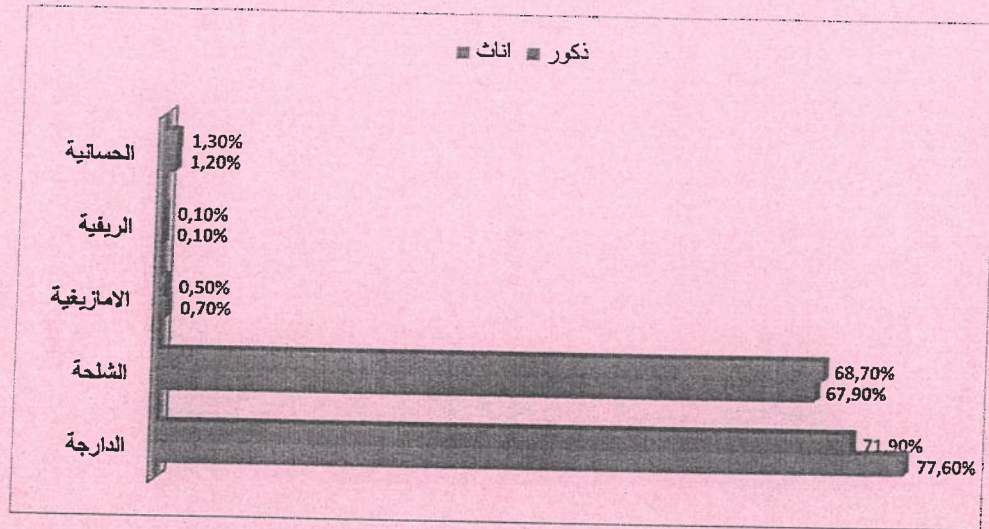 ذكور اناث
الحسانية
1,30%
1,20%
الريفية
0,10%
0,10%
الامازيغية
0,50%
0,70%
الشلحة
68,70%
67,90%
الدارجة
71,90%
77,60%